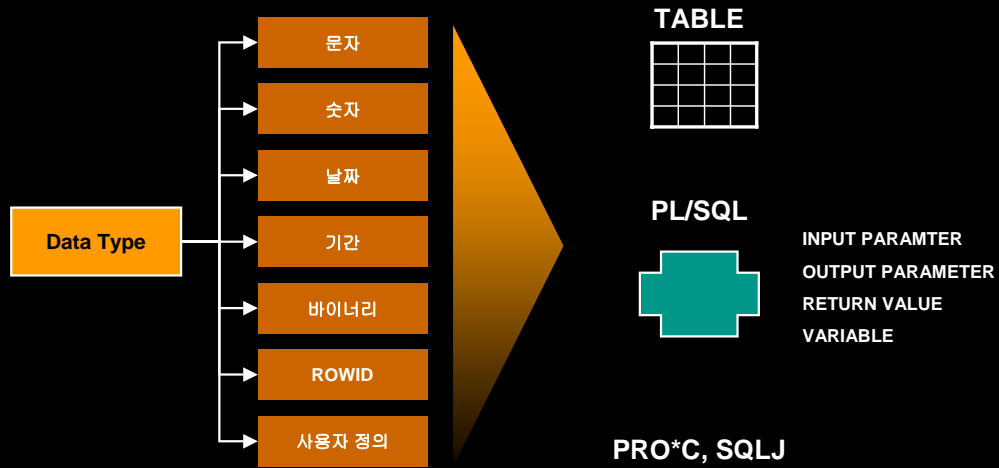 Data Type
문자
숫자
날짜
기간
바이너리
ROWID
사용자 정의
TABLE
PL/SQL
INPUT PARAMTER
OUTPUT PARAMETER
RETURN VALUE
VARIABLE
PRO*C, SQLJ